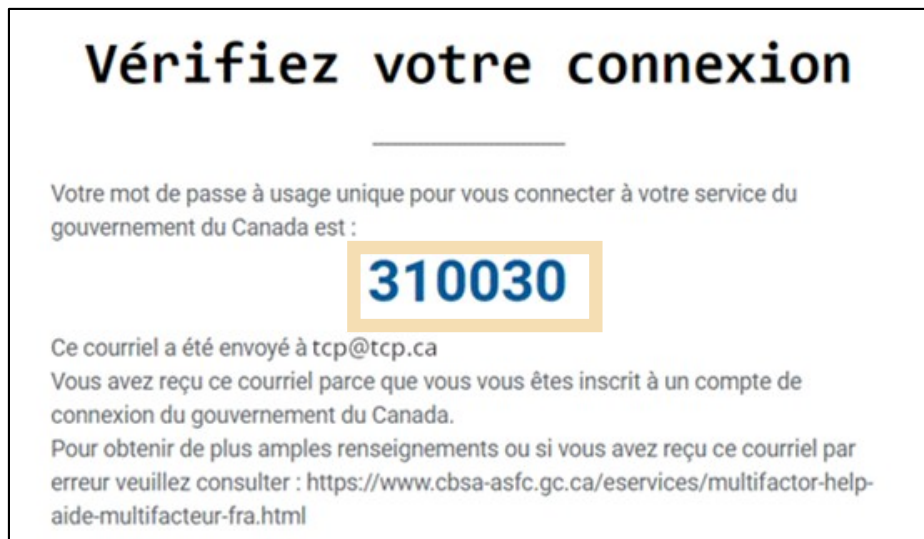 Vérifiez votre connexion
Votre mot de passe à usage unique pour vous connecter à votre service du
gouvernement du Canada est :
310030
Ce courriel a été envoyé à tcp@tcp.ca
Vous avez reçu ce courriel parce que vous vous êtes inscrit à un compte de
connexion du gouvernement du Canada.
Pour obtenir de plus amples renseignements ou si vous avez reçu ce courriel par
erreur veuillez consulter : https://www.cbsa-asfc.gc.ca/eservices/multifactor-help-
aide-multifacteur-fra.html